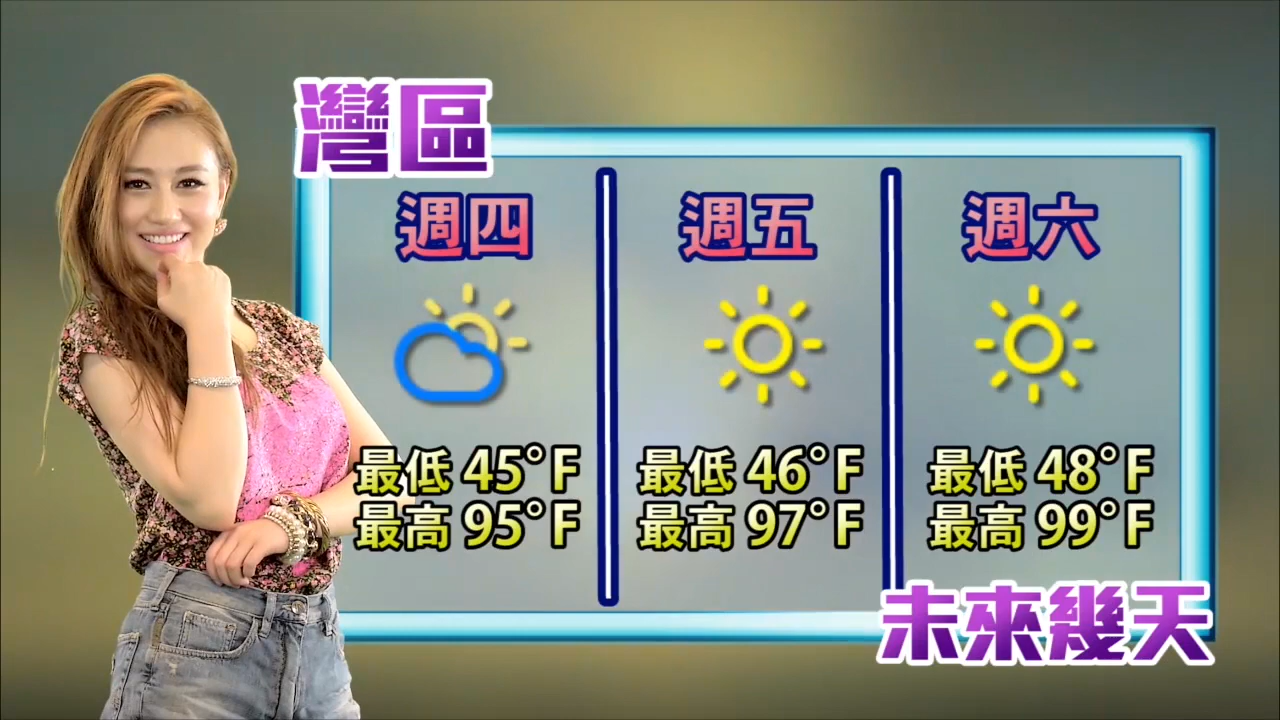 灣區
週四
最低 45°F
最高 95°F
週五
最低 46°F
最高 97°F
週六
最低 48°F
最高 99°F
未來幾天